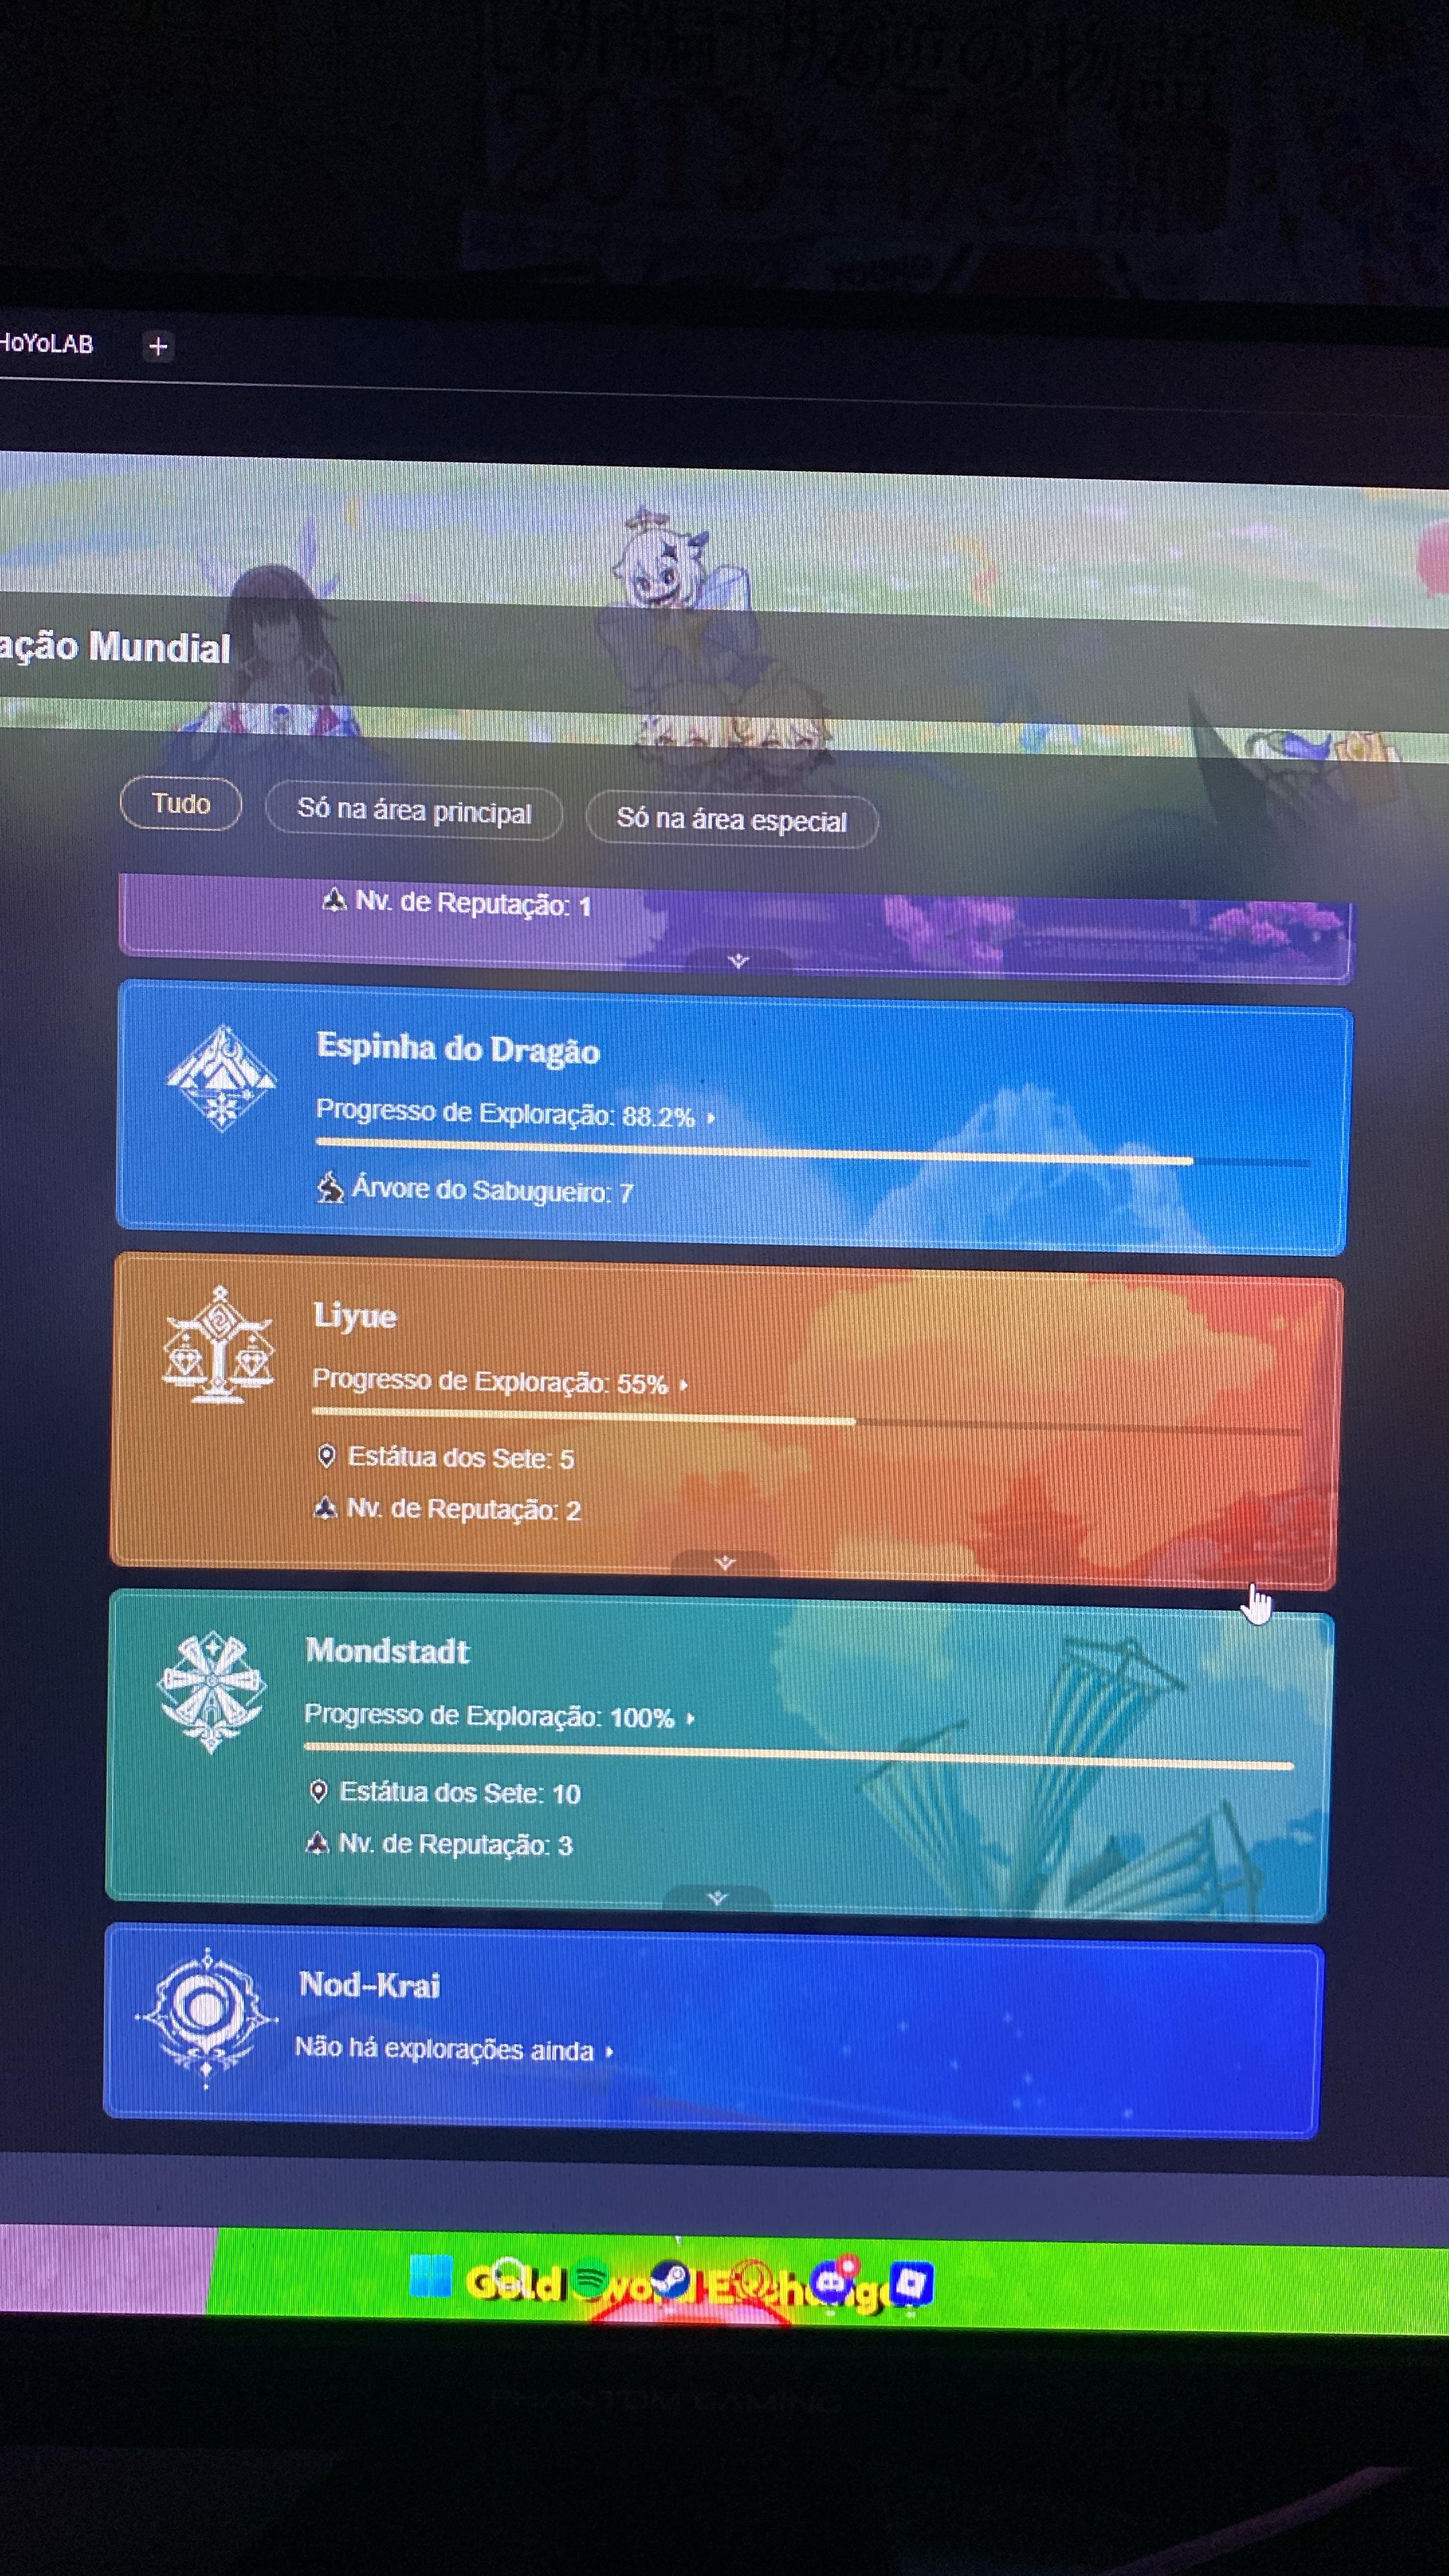 HoYoLAB
ação Mundial
Tudo
Só na área principal
Só na área especial
Nv. de Reputação: 1
Espinha do Dragão
Progresso de Exploração: 88.2%
Árvore do Sabugueiro: 7
Liyue
Progresso de Exploração: 55%
Estátua dos Sete: 5
Nv. de Reputação: 2
Mondstadt
Progresso de Exploração: 100%
Estátua dos Sete: 10
Nv. de Reputação: 3
Nod-Krai
Não há explorações ainda
Gold
PHANTOM GAMING